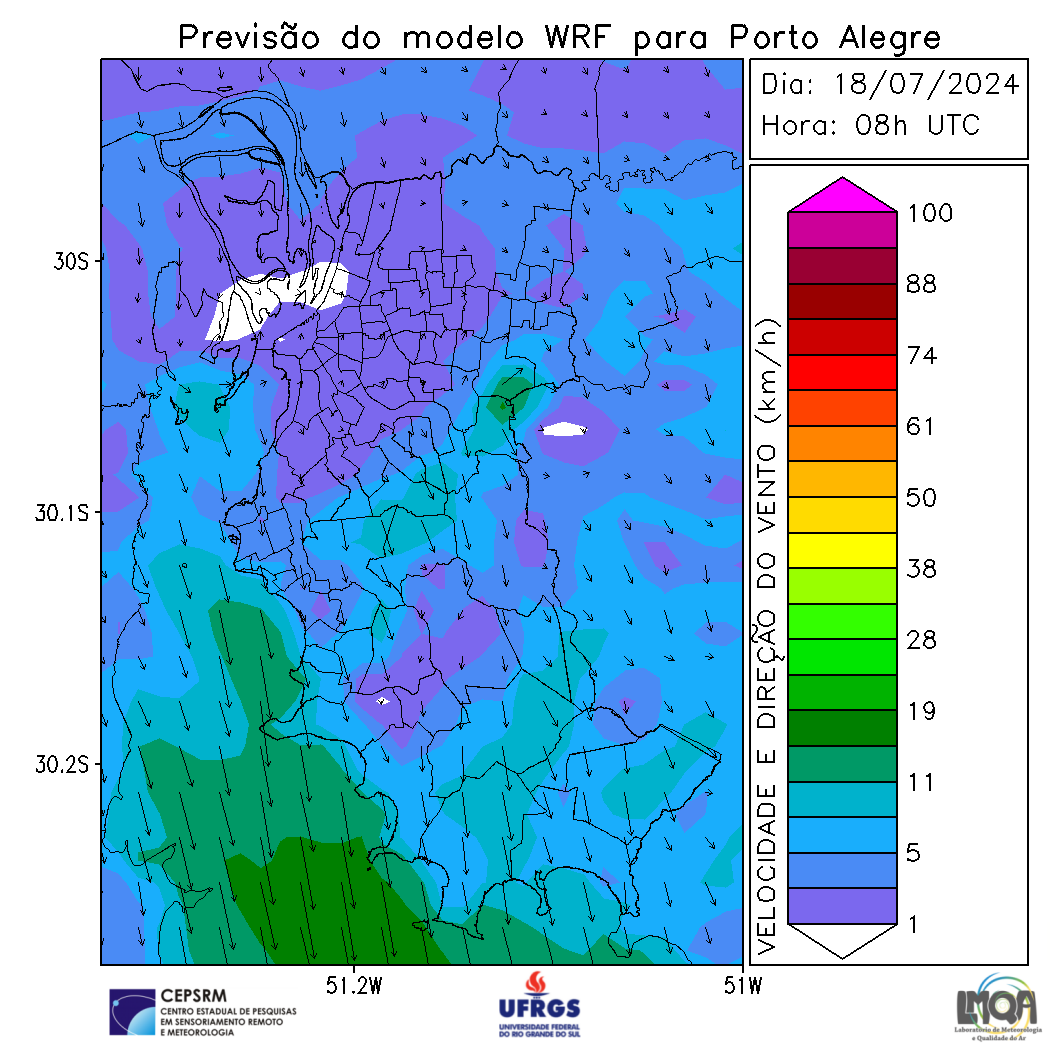 Previsão do modelo WRF para Porto Alegre
Dia: 18/07/2024
Hora: 08h UTC
30S
30.1S
30.2S
51.2W
51W
VELOCIDADE E DIREÇÃO DO VENTO (km/h)
100
88
74
61
50
38
28
19
11
5
1
CEPSRM
CENTRO ESTADUAL DE PESQUISAS
EM SENSORIAMENTO REMOTO
E METEOROLOGIA
UFRGS
UNIVERSIDADE FEDERAL
DO RIO GRANDE DO SUL
LMQA
Laboratório de Meteorologia
e Qualidade do Ar